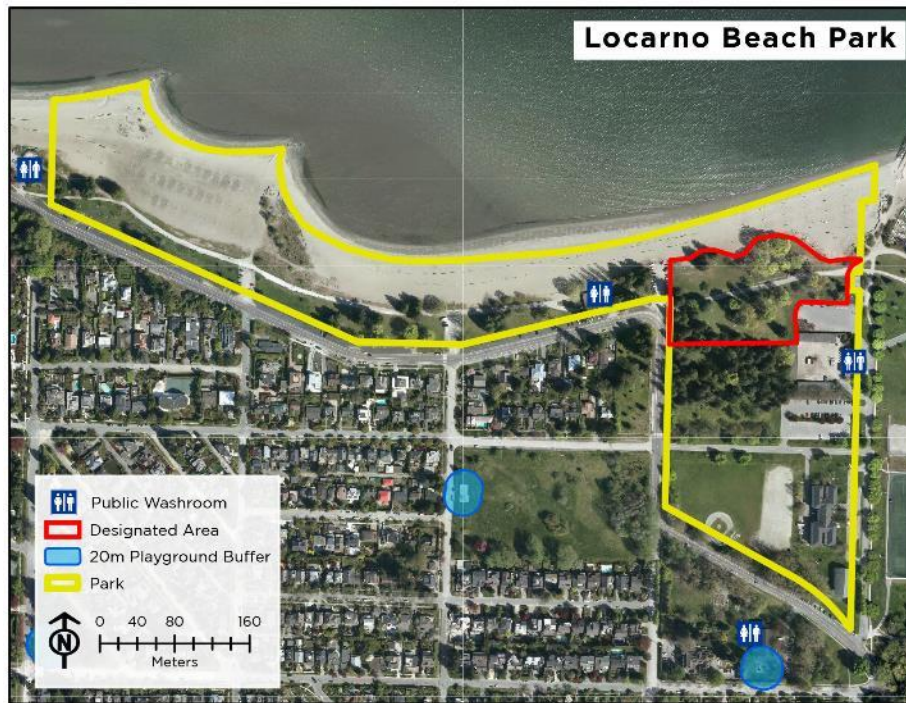 Locarno Beach Park
Public Washroom
Designated Area
20m Playground Buffer
Park
N
0 40 80 160
Meters